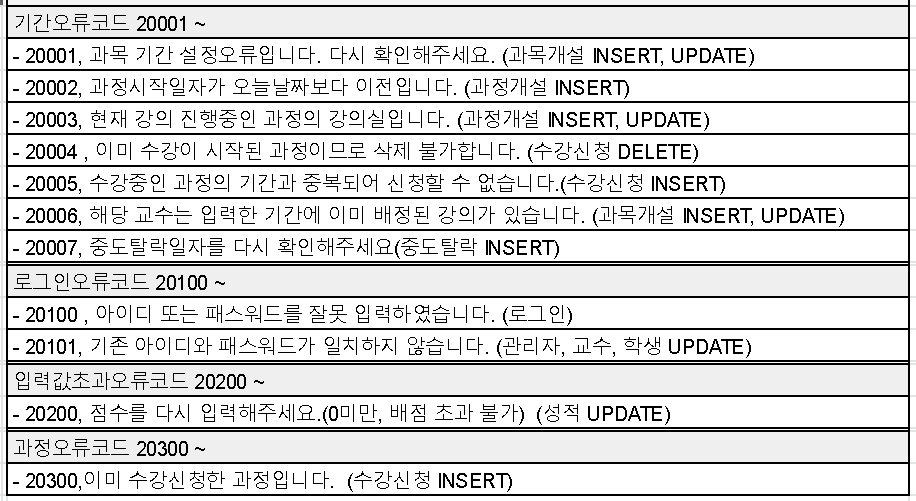 기간오류코드 20001 ~
- 20001, 과목 기간 설정오류입니다. 다시 확인해주세요. (과목개설 INSERT, UPDATE)
- 20002, 과정시작일자가 오늘날짜보다 이전입니다. (과정개설 INSERT)
- 20003, 현재 강의 진행중인 과정의 강의실입니다. (과정개설 INSERT, UPDATE)
- 20004 , 이미 수강이 시작된 과정이므로 삭제 불가합니다. (수강신청 DELETE)
- 20005, 수강중인 과정의 기간과 중복되어 신청할 수 없습니다.(수강신청 INSERT)
- 20006, 해당 교수는 입력한 기간에 이미 배정된 강의가 있습니다. (과목개설 INSERT, UPDATE)
- 20007, 중도탈락일자를 다시 확인해주세요(중도탈락 INSERT)
로그인오류코드 20100 ~
- 20100 , 아이디 또는 패스워드를 잘못 입력하였습니다. (로그인)
- 20101, 기존 아이디와 패스워드가 일치하지 않습니다. (관리자, 교수, 학생 UPDATE)
입력값초과오류코드 20200 ~
- 20200, 점수를 다시 입력해주세요.(0미만, 배점 초과 불가) (성적 UPDATE)
과정오류코드 20300 ~
- 20300,이미 수강신청한 과정입니다. (수강신청 INSERT)